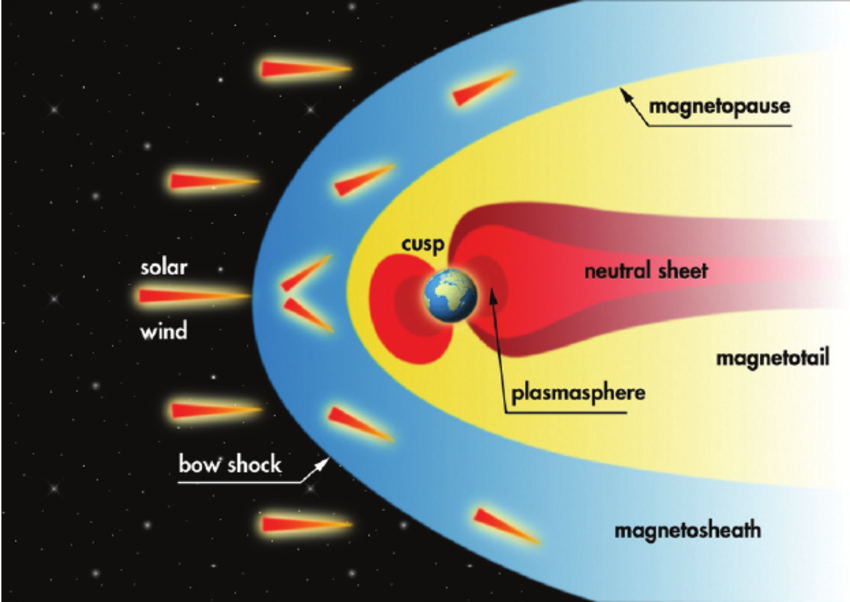 magnetopause
cusp
solar
wind
neutral sheet
magnetotail
plasmasphere
bow shock
magnetosheath